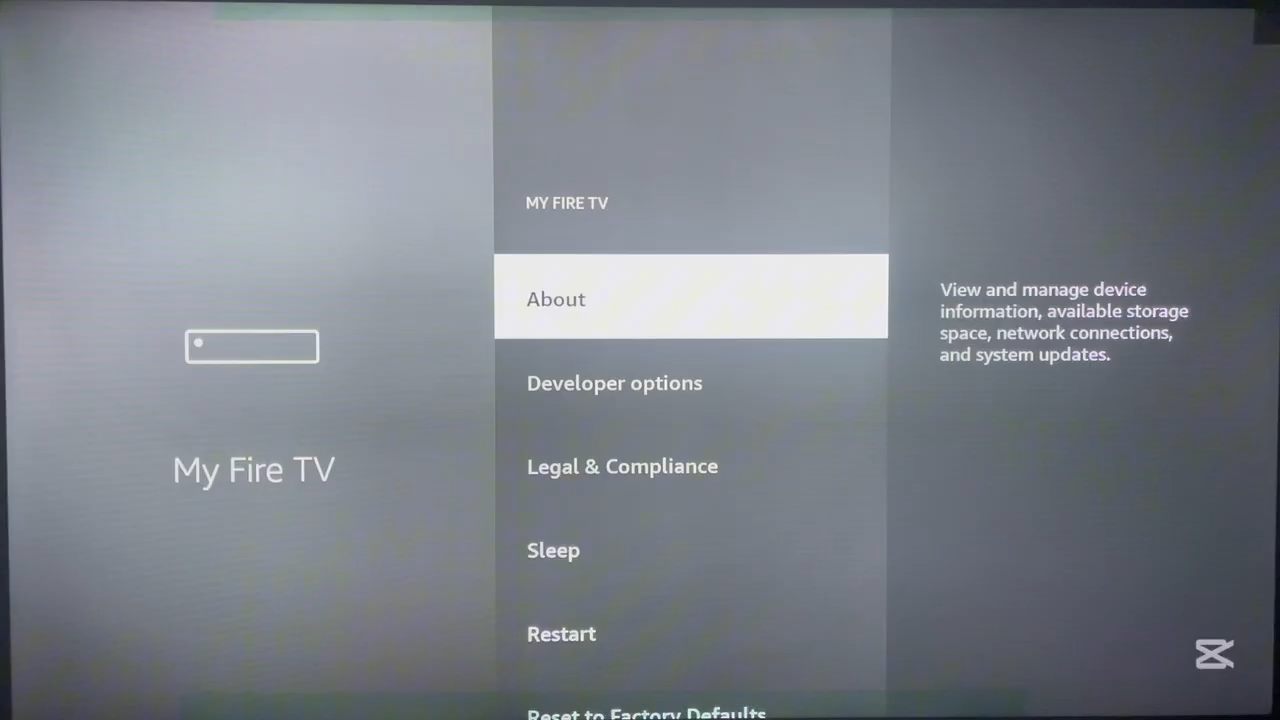 MY FIRE TV
About
Developer options
Legal & Compliance
Sleep
Restart
Reset to Factory Defaults
My Fire TV
View and manage device
information, available storage
space, network connections,
and system updates.